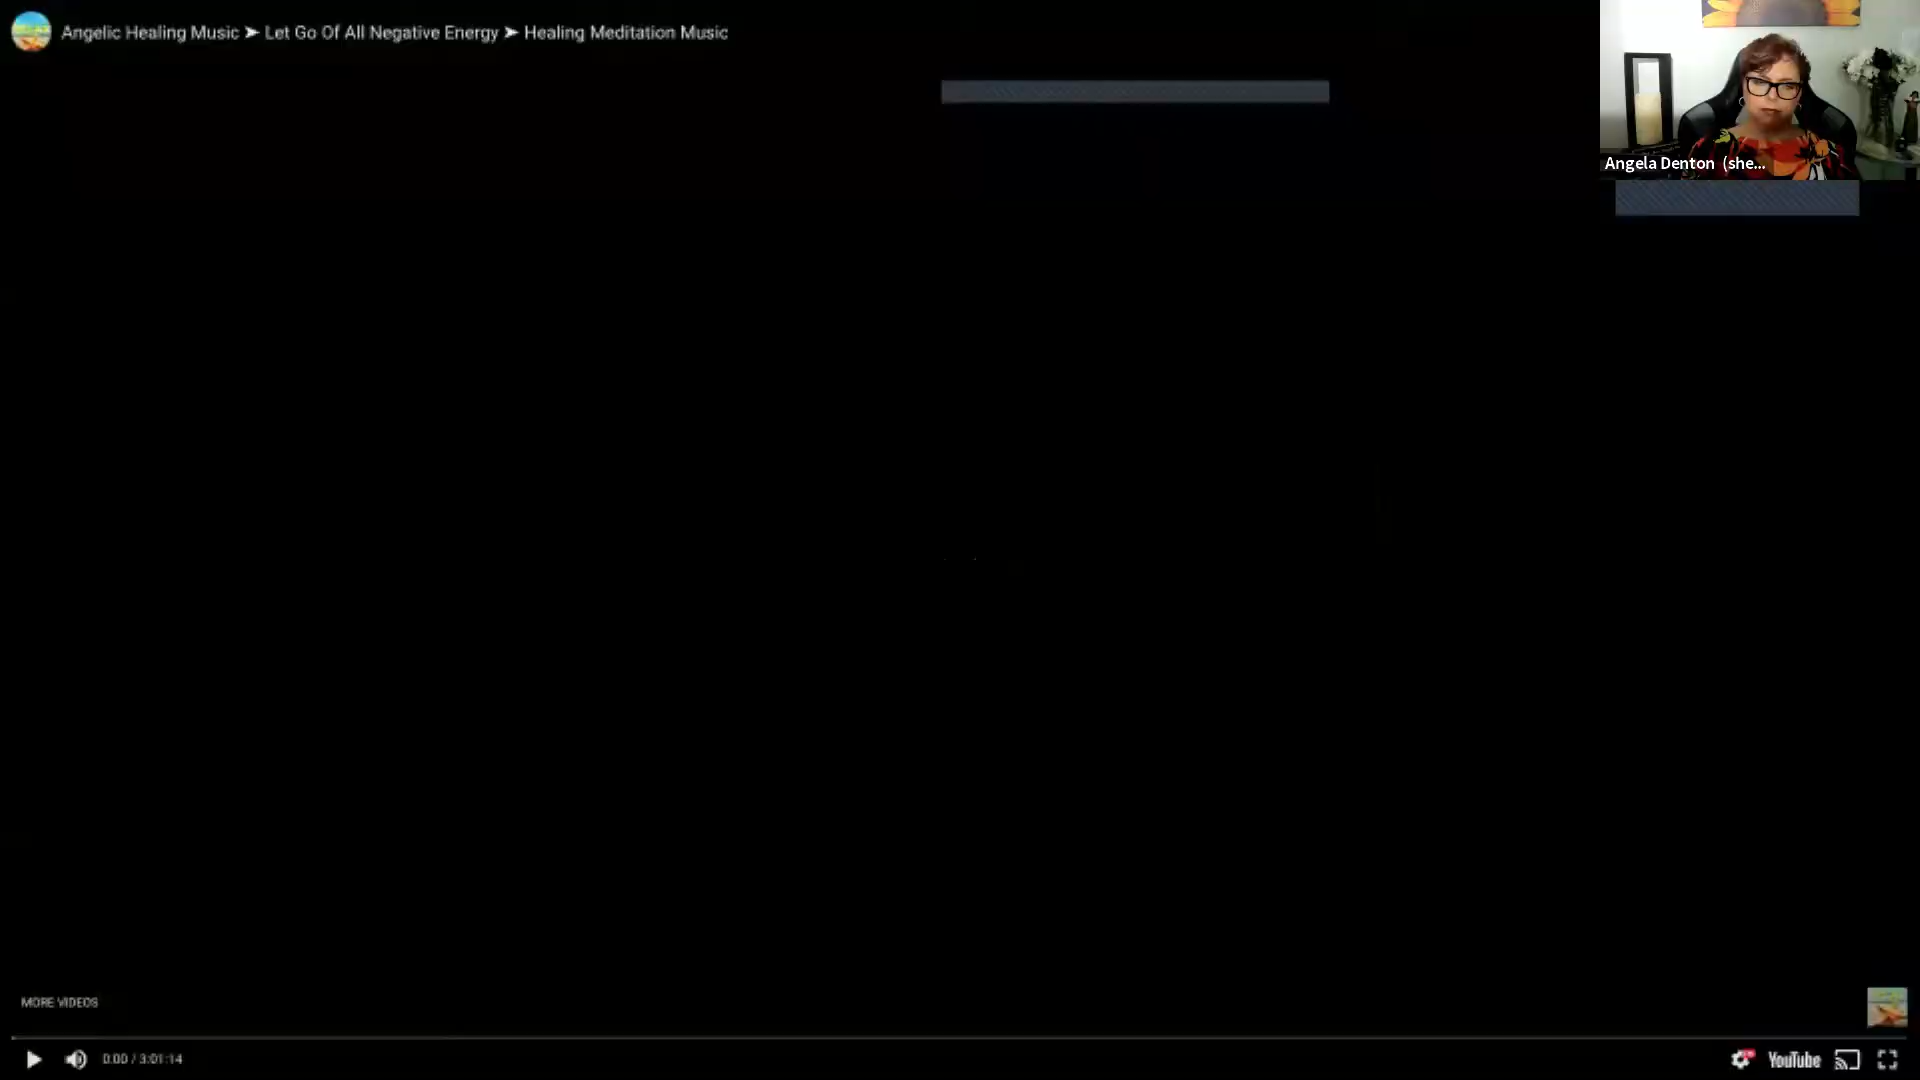 Angelic Healing Music ➤ Let Go Of All Negative Energy ➤ Healing Meditation Music
Angela Denton (she...
MORE VIDEOS
0:00 / 3:01:14
YouTube